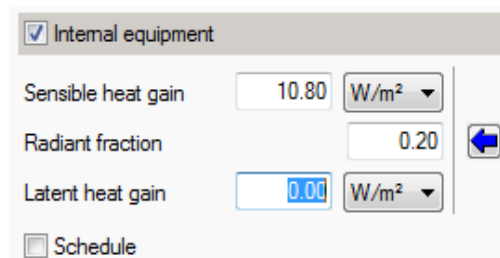 Internal equipment
Sensible heat gain 10.80 W/m²
Radiant fraction 0.20
Latent heat gain 0.00 W/m²
Schedule